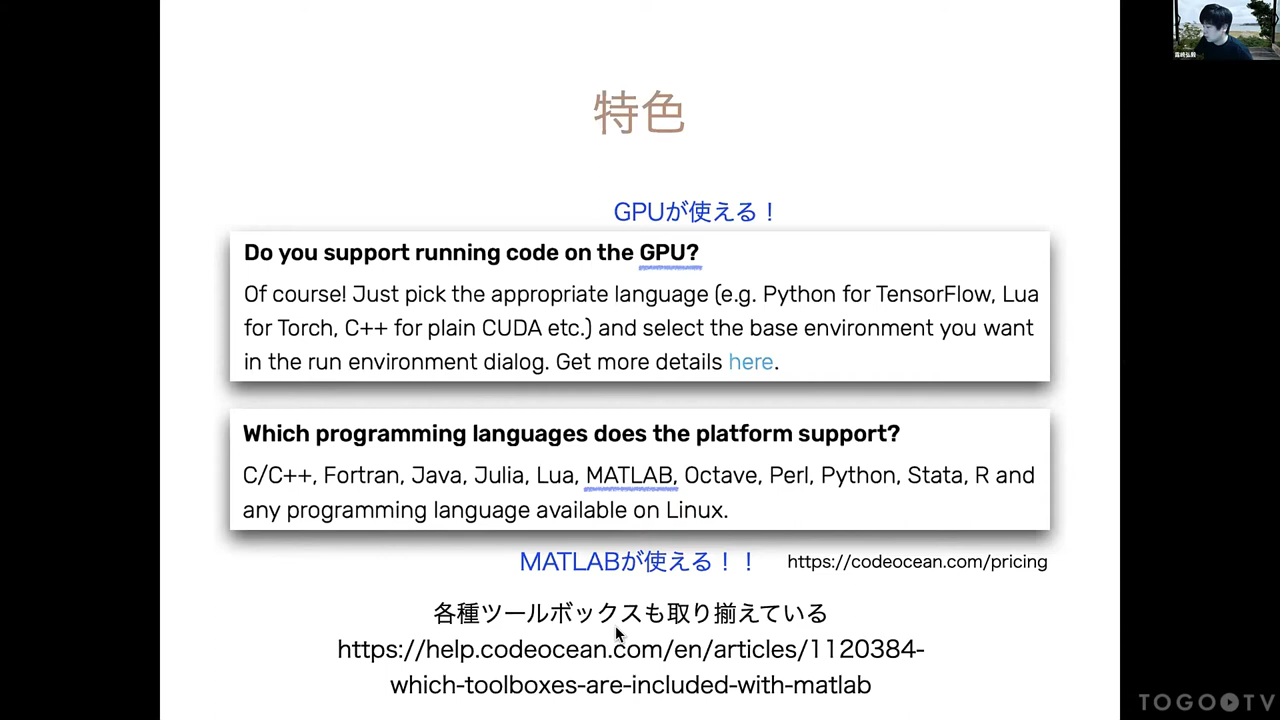 特色
GPUが使える！
Do you support running code on the GPU?
Of course! Just pick the appropriate language (e.g. Python for TensorFlow, Lua
for Torch, C++ for plain CUDA etc.) and select the base environment you want
in the run environment dialog. Get more details here.
Which programming languages does the platform support?
C/C++, Fortran, Java, Julia, Lua, MATLAB, Octave, Perl, Python, Stata, R and
any programming language available on Linux.
MATLABが使える！！ https://codeocean.com/pricing
各種ツールボックスも取り揃えている
https://help.codeocean.com/en/articles/1120384-
which-toolboxes-are-included-with-matlab
TOGOTV